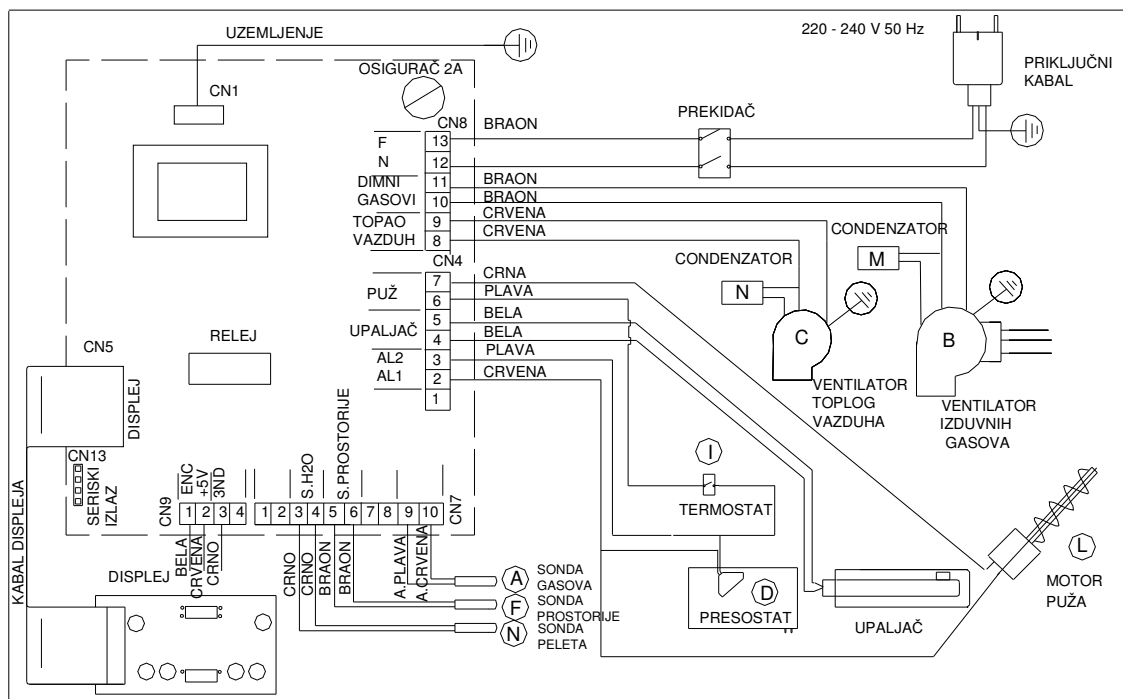 UZEMLJENJE
220 - 240 V 50 Hz
PRIKLJUČNI
KABAL
OSIGURAČ 2A
CN1
PREKIDAČ
CN8
BRAON
F
13
N
12
DIMNI
11
BRAON
GASOVI
10
BRAON
TOPAO
9
CRVENA
VAZDUH
8
CRVENA
CONDENZATOR
M
CONDENZATOR
N
CN4
7
CRNA
PUŽ
6
PLAVA
5
BELA
UPALJAČ
4
BELA
AL2
3
PLAVA
AL1
2
CRVENA
1
C
B
VENTILATOR
TOPLOG
VAZDUHA
VENTILATOR
IZDUVNIH
GASOVA
RELEJ
CN5
DISPLEJ
CN13
SERISKI
IZLAZ
CN9
ENC
+5V
3ND
1 2 3 4
S.H2O
S.PROSTORIJE
1 2 3 4 5 6 7 8 9 10
CN7
I
TERMOSTAT
KABAL DISPLEJA
BELA
CRVENA
CRNO
CRNO
CRNO
BRAON
BRAON
A.PLAVA
A.CRVENA
DISPLEJ
A
SONDA
GASOVA
F
SONDA
PROSTORIJE
N
SONDA
PELETA
D
PRESOSTAT
UPALJAČ
L
MOTOR
PUŽA